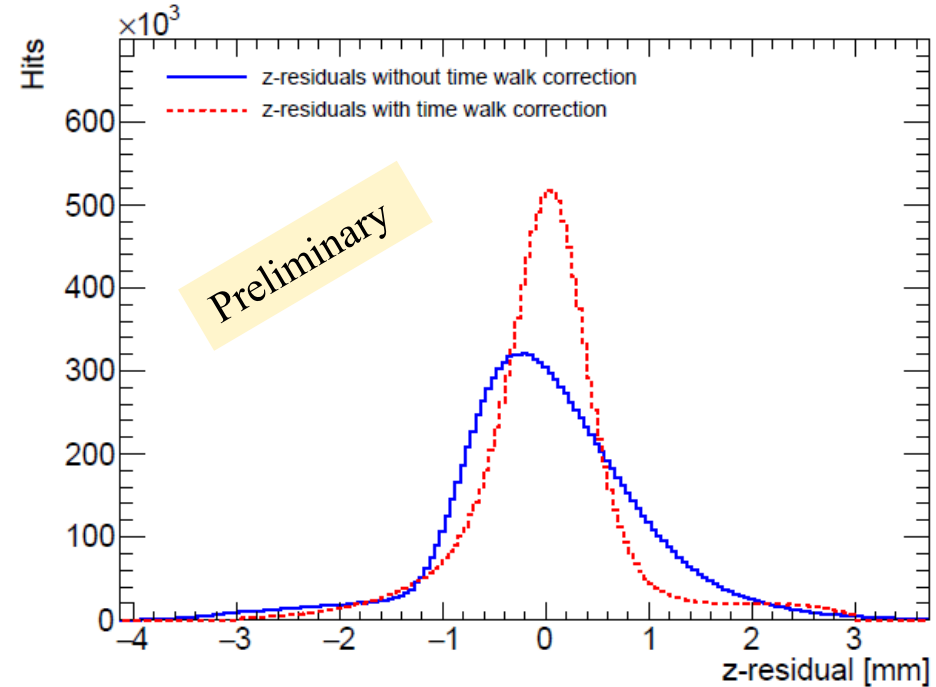 ×10³
Hits
z-residuals without time walk correction
z-residuals with time walk correction
Preliminary
600
500
400
300
200
100
0
–4 –3 –2 –1 0 1 2 3
z-residual [mm]